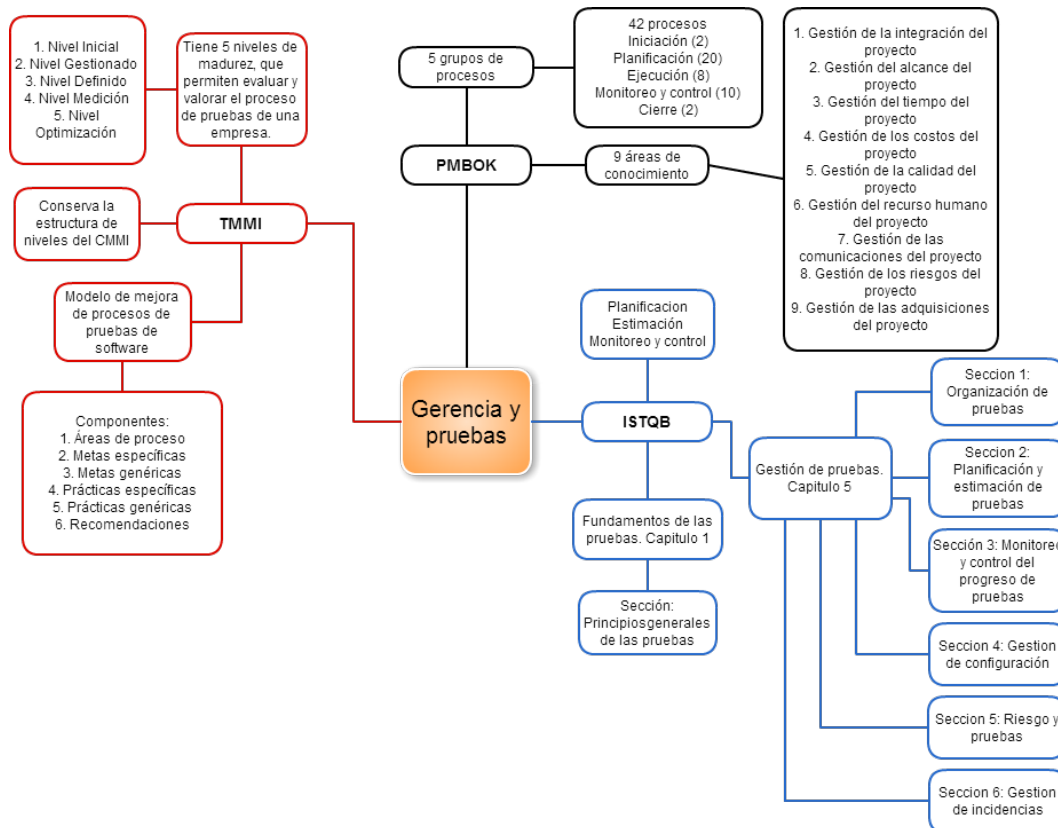 1. Nivel Inicial
2. Nivel Gestionado
3. Nivel Definido
4. Nivel Medición
5. Nivel
Optimización
Tiene 5 niveles de
madurez, que
permiten evaluar y
valorar el proceso
de pruebas de una
empresa.
Conserva la
estructura de
niveles del CMMI
TMMI
Modelo de mejora
de procesos de
pruebas de
software
Componentes:
1. Áreas de proceso
2. Metas específicas
3. Metas genéricas
4. Prácticas específicas
5. Prácticas genéricas
6. Recomendaciones
5 grupos de
procesos
42 procesos
Iniciación (2)
Planificación (20)
Ejecución (8)
Monitoreo y control (10)
Cierre (2)
PMBOK
9 áreas de
conocimiento
1. Gestión de la integración del
proyecto
2. Gestión del alcance del
proyecto
3. Gestión del tiempo del
proyecto
4. Gestión de los costos del
proyecto
5. Gestión de la calidad del
proyecto
6. Gestión del recurso humano
del proyecto
7. Gestión de las
comunicaciones del proyecto
8. Gestión de los riesgos del
proyecto
9. Gestión de las adquisiciones
del proyecto
Gerencia y
pruebas
Planificacion
Estimación
Monitoreo y control
ISTQB
Fundamentos de las
pruebas. Capitulo 1
Sección:
Principiosgenerales
de las pruebas
Gestión de pruebas.
Capitulo 5
Seccion 1:
Organización de
pruebas
Seccion 2:
Planificación y
estimación de
pruebas
Sección 3: Monitoreo
y control del
progreso de
pruebas
Seccion 4: Gestion
de configuración
Seccion 5: Riesgo y
pruebas
Seccion 6: Gestion
de incidencias